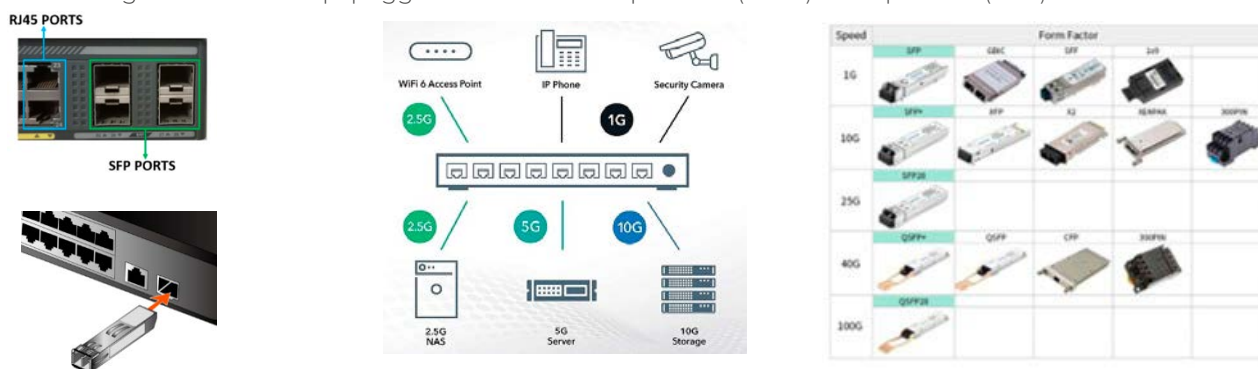 RJ45 PORTS
SFP PORTS
WiFi 6 Access Point
IP Phone
Security Camera
2.5G
1G
2.5G
5G
10G
2.5G
NAS
5G
Server
10G
Storage
Speed
Form Factor
SFP
GBIC
SFF
1x9
1G
SFP+
XFP
X2
XENPAK
300PIN
10G
SFP28
25G
QSFP+
QSFP
CFP
300PIN
40G
QSFP28
100G